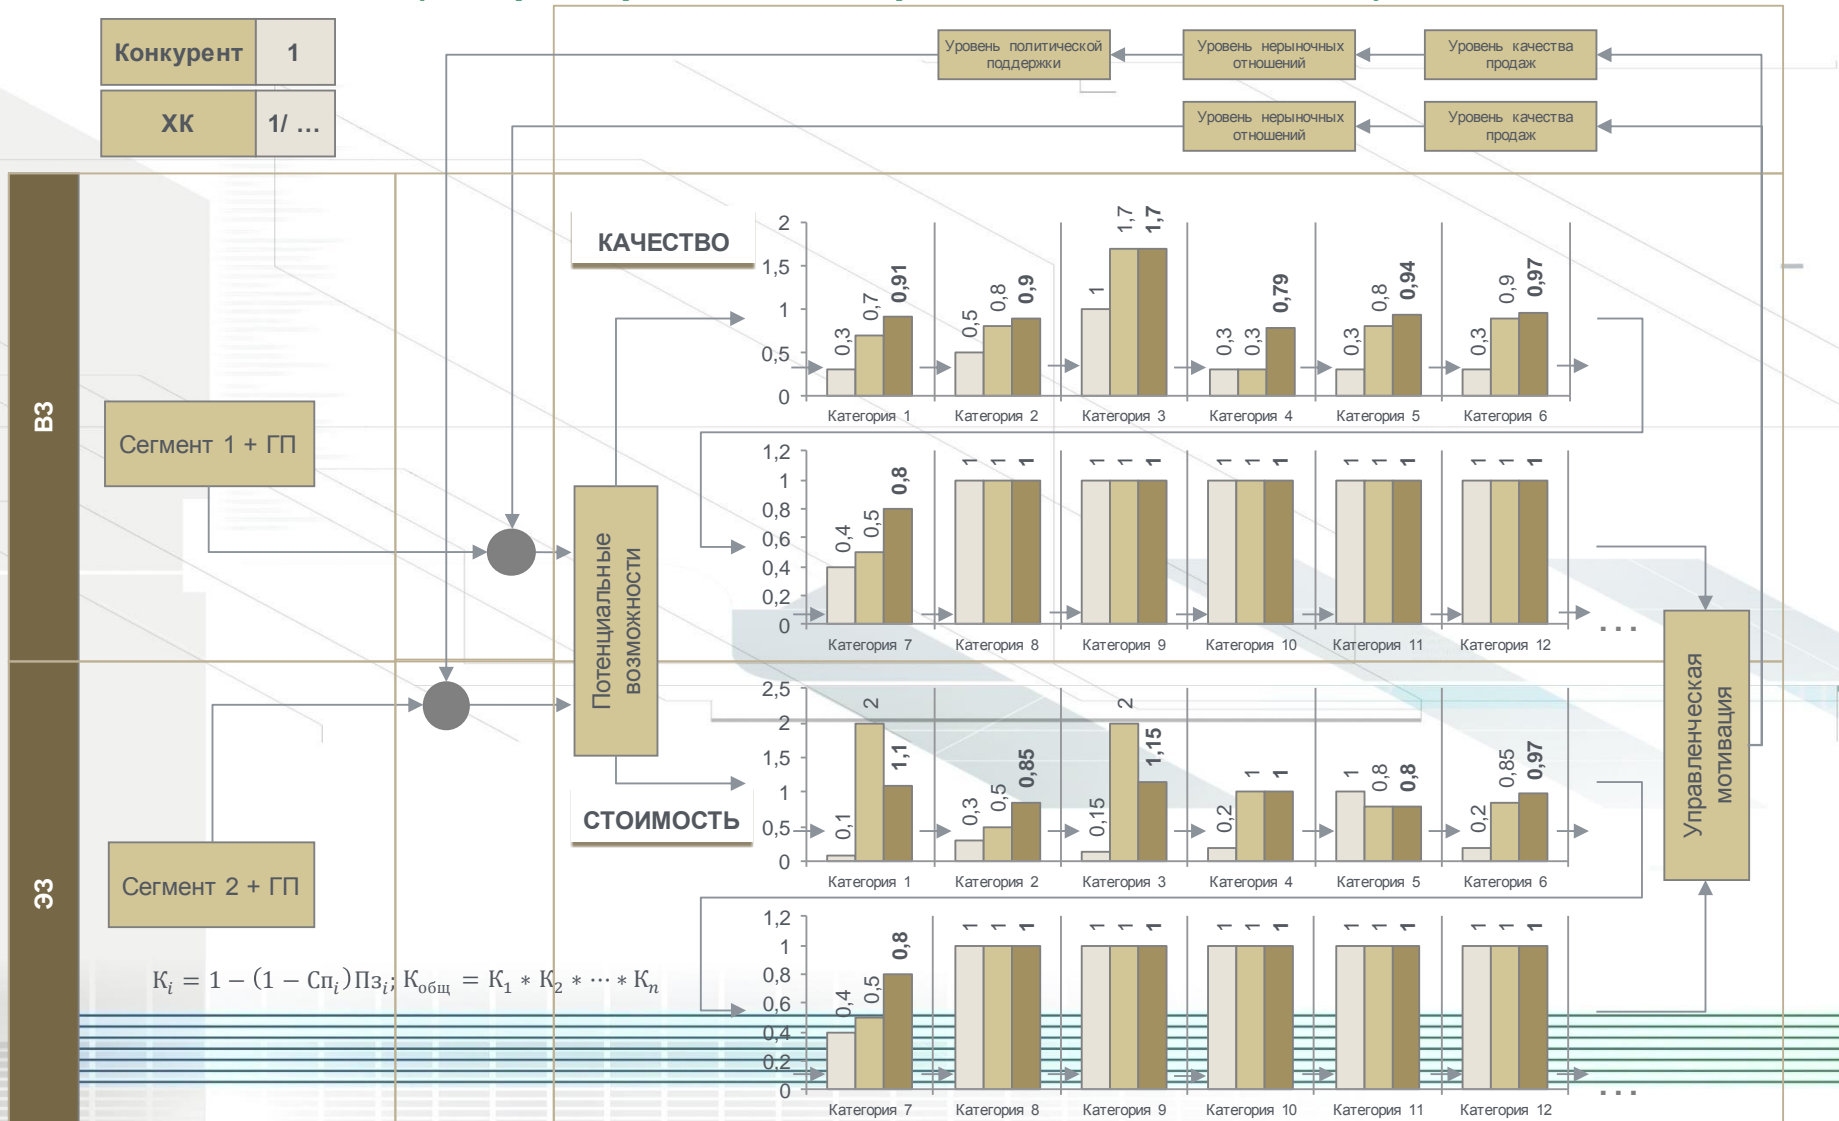 Конкурент 1
ХК 1/ …
Уровень политической
поддержки
Уровень нерыночных
отношений
Уровень качества
продаж
Уровень нерыночных
отношений
Уровень качества
продаж
ВЗ
Сегмент 1 + ГП
ЭЗ
Сегмент 2 + ГП
Потенциальные
возможности
КАЧЕСТВО
2
1,5
1
0,5
0
0,3 0,7 0,91
0,5 0,8 0,9
1 1,7 1,7
0,3 0,3 0,79
0,3 0,8 0,94
0,3 0,9 0,97
Категория 1 Категория 2 Категория 3 Категория 4 Категория 5 Категория 6
1,2
1
0,8
0,6
0,4
0,2
0
0,4 0,5 0,8
1 1 1
1 1 1
1 1 1
1 1 1
1 1 1
...
Категория 7 Категория 8 Категория 9 Категория 10 Категория 11 Категория 12
СТОИМОСТЬ
2,5
2
1,5
1
0,5
0
0,1 2 1,1
0,3 0,5 0,85
0,15 2 1,15
0,2 1 1
1 0,8 0,8
0,2 0,85 0,97
Категория 1 Категория 2 Категория 3 Категория 4 Категория 5 Категория 6
1,2
1
0,8
0,6
0,4
0,2
0
0,4 0,5 0,8
1 1 1
1 1 1
1 1 1
1 1 1
1 1 1
...
Категория 7 Категория 8 Категория 9 Категория 10 Категория 11 Категория 12
Управленческая
мотивация
Kᵢ = 1 − (1 − Спᵢ)Пзᵢ; K_общ = K₁ * K₂ * ⋯ * Kₙ